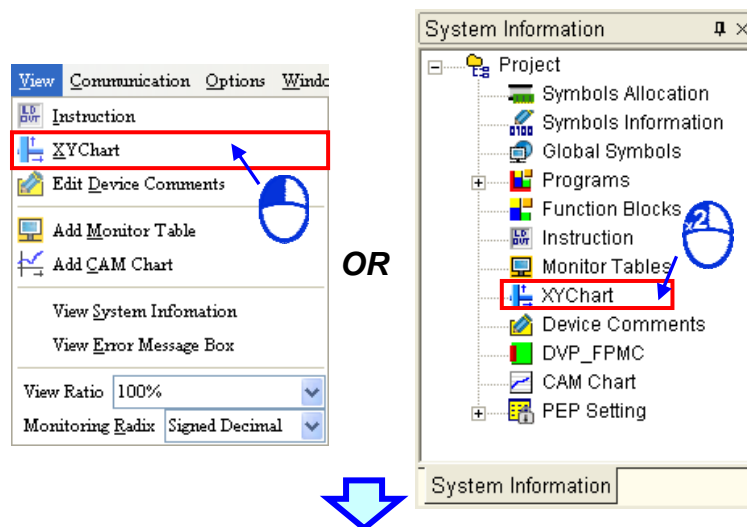 View Communication Options Windo
Instruction
XYChart
Edit Device Comments
Add Monitor Table
Add CAM Chart
View System Infomation
View Error Message Box
View Ratio 100%
Monitoring Radix Signed Decimal
OR
System Information
Project
Symbols Allocation
Symbols Information
Global Symbols
Programs
Function Blocks
Instruction
Monitor Tables
XYChart
Device Comments
DVP_FPMC
CAM Chart
PEP Setting
System Information
x2